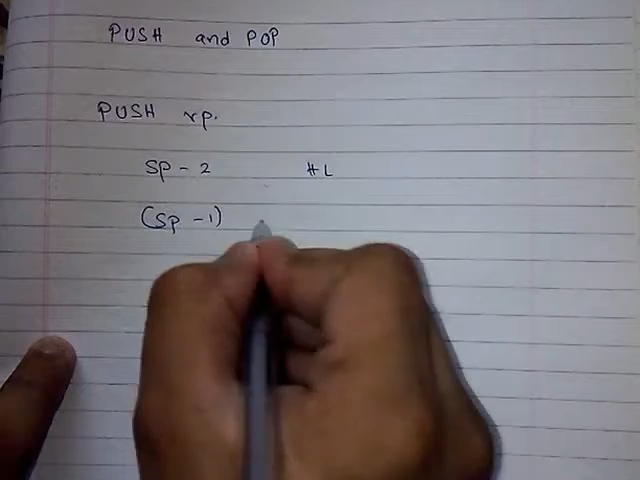 PUSH and POP
PUSH rp.
SP - 2 HL
(SP - 1)